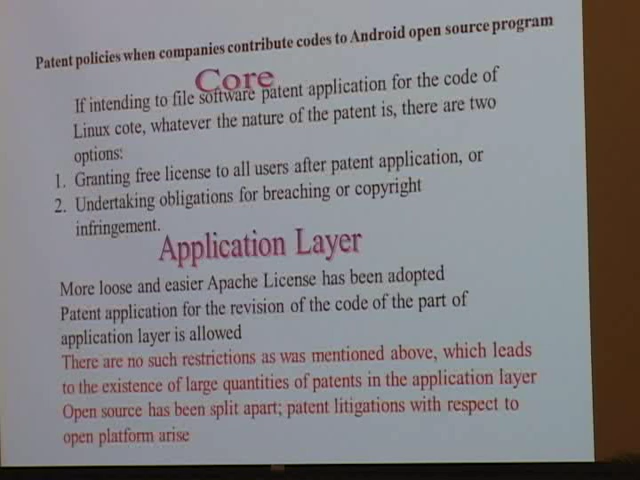 Patent policies when companies contribute codes to Android open source program
Core
If intending to file software patent application for the code of
Linux cote, whatever the nature of the patent is, there are two
options:
1. Granting free license to all users after patent application, or
2. Undertaking obligations for breaching or copyright
infringement.
Application Layer
More loose and easier Apache License has been adopted
Patent application for the revision of the code of the part of
application layer is allowed
There are no such restrictions as was mentioned above, which leads
to the existence of large quantities of patents in the application layer
Open source has been split apart; patent litigations with respect to
open platform arise